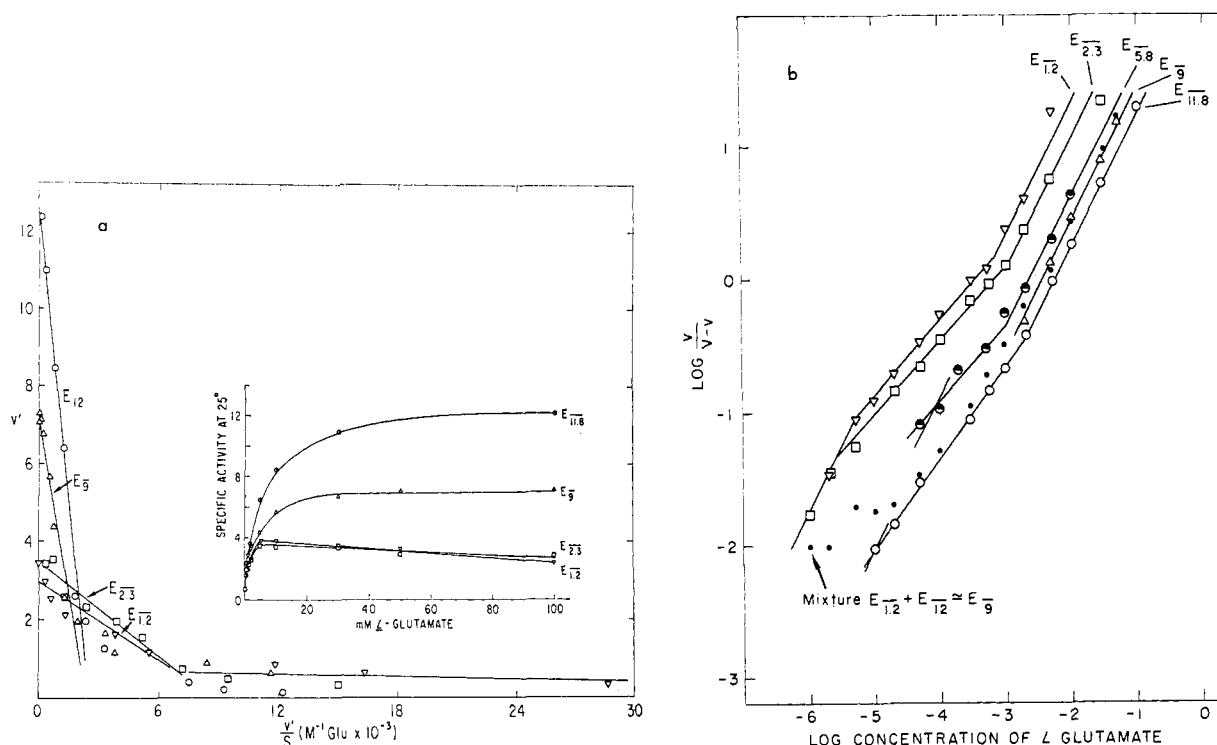 a
12
10
8
V'
6
4
2
0
6
12
18
24
30
V'/S (M⁻¹ Glu × 10⁻³)
E12
E9
E2.3
E1.2
SPECIFIC ACTIVITY AT 25°
12
8
4
0
0
20
40
60
80
100
mM L-GLUTAMATE
E11.8
E9
E2.3
E1.2
b
E1.2
E2.3
E5.8
E9
E11.8
1
0
-1
-2
-3
LOG V/V-V
Mixture E1.2 + E12 ≃ E9
-7
-6
-5
-4
-3
-2
-1
0
LOG CONCENTRATION OF L GLUTAMATE